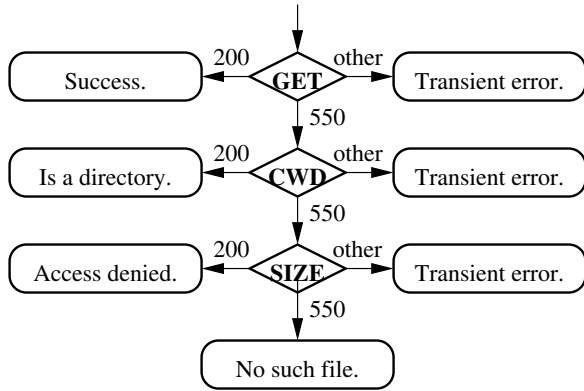 200
other
Success.
GET
Transient error.
550
200
other
Is a directory.
CWD
Transient error.
550
200
other
Access denied.
SIZE
Transient error.
550
No such file.